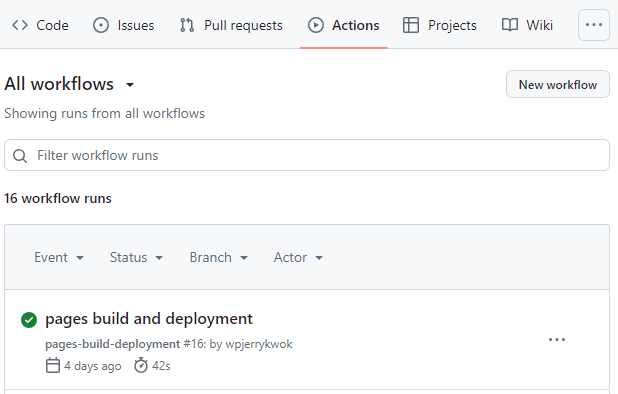 Code Issues Pull requests Actions Projects Wiki
All workflows New workflow
Showing runs from all workflows
Filter workflow runs
16 workflow runs
Event Status Branch Actor
pages build and deployment
pages-build-deployment #16: by wpjerrykwok
4 days ago 42s